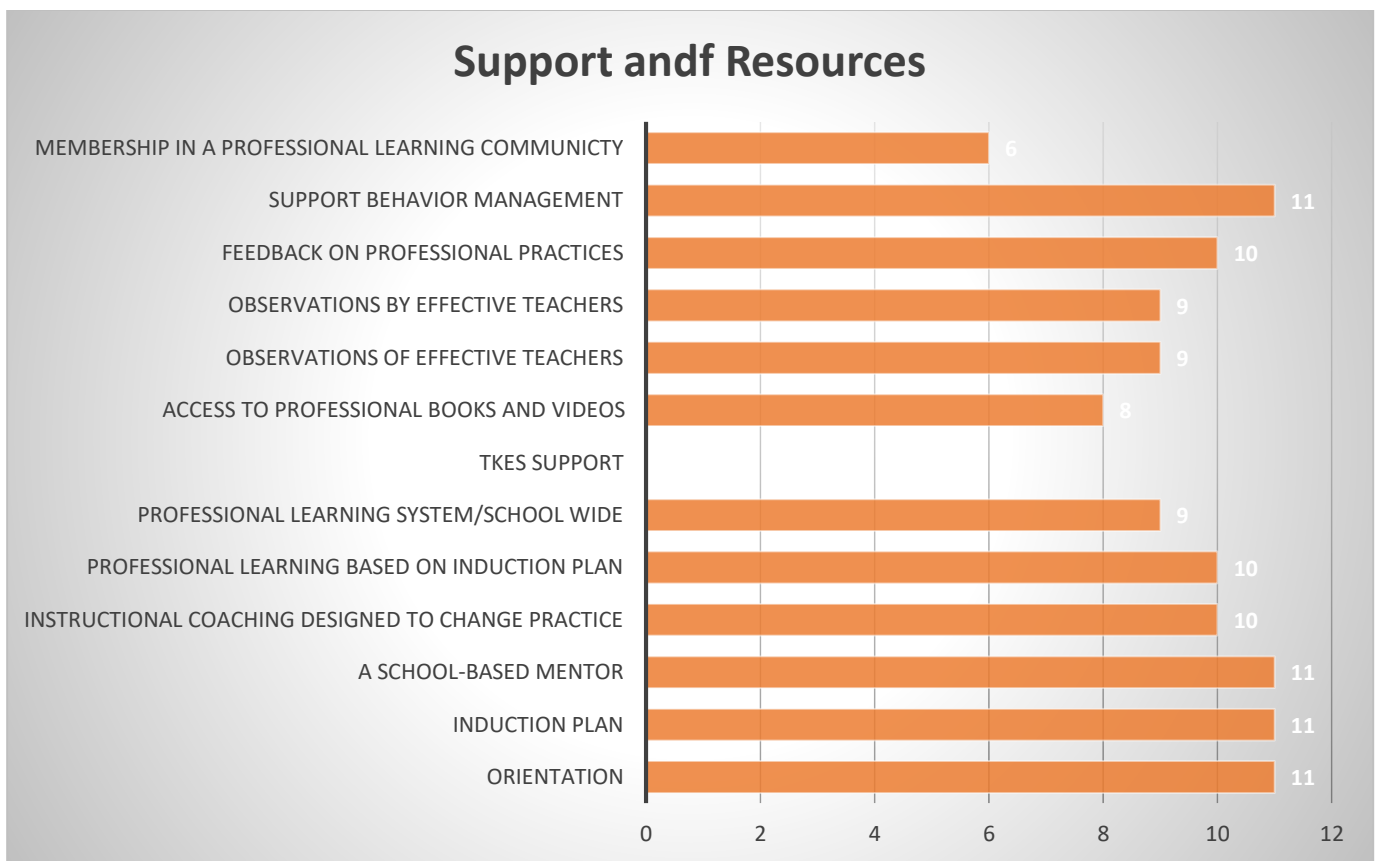 Support andf Resources
MEMBERSHIP IN A PROFESSIONAL LEARNING COMMUNICTY 6
SUPPORT BEHAVIOR MANAGEMENT 11
FEEDBACK ON PROFESSIONAL PRACTICES 10
OBSERVATIONS BY EFFECTIVE TEACHERS 9
OBSERVATIONS OF EFFECTIVE TEACHERS 9
ACCESS TO PROFESSIONAL BOOKS AND VIDEOS 8
TKES SUPPORT
PROFESSIONAL LEARNING SYSTEM/SCHOOL WIDE 9
PROFESSIONAL LEARNING BASED ON INDUCTION PLAN 10
INSTRUCTIONAL COACHING DESIGNED TO CHANGE PRACTICE 10
A SCHOOL-BASED MENTOR 11
INDUCTION PLAN 11
ORIENTATION 11
0 2 4 6 8 10 12